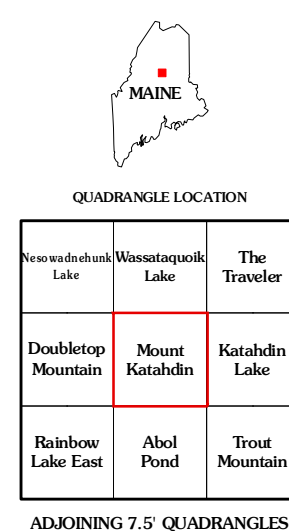 MAINE
QUADRANGLE LOCATION
Nesowadnehunk Wassataquoik The
Lake Lake Traveler
Doubletop Mount Katahdin
Mountain Katahdin Lake
Rainbow Abol Trout
Lake East Pond Mountain
ADJOINING 7.5' QUADRANGLES